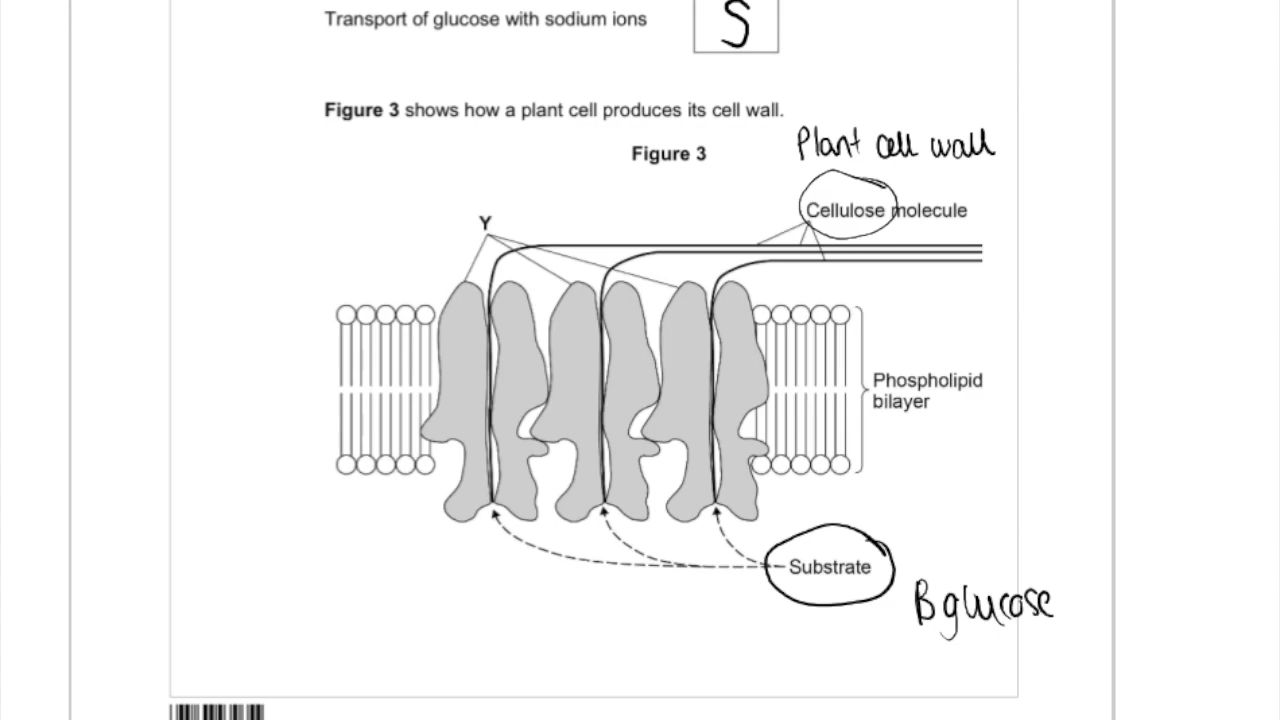 Transport of glucose with sodium ions
S
Figure 3 shows how a plant cell produces its cell wall.
Plant cell wall
Figure 3
Cellulose molecule
Y
Phospholipid
bilayer
Substrate
B glucose